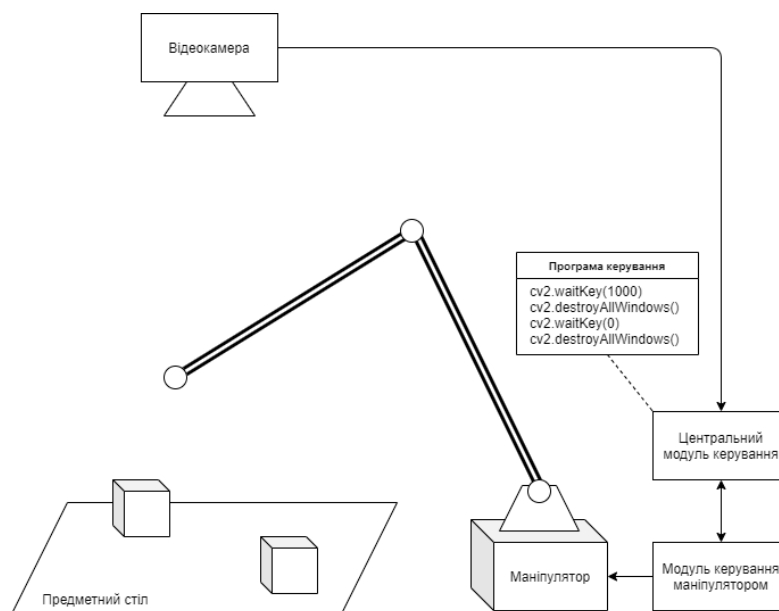 Відеокамера
Програма керування
cv2.waitKey(1000)
cv2.destroyAllWindows()
cv2.waitKey(0)
cv2.destroyAllWindows()
Центральний
модуль керування
Маніпулятор
Модуль керування
маніпулятором
Предметний стіл